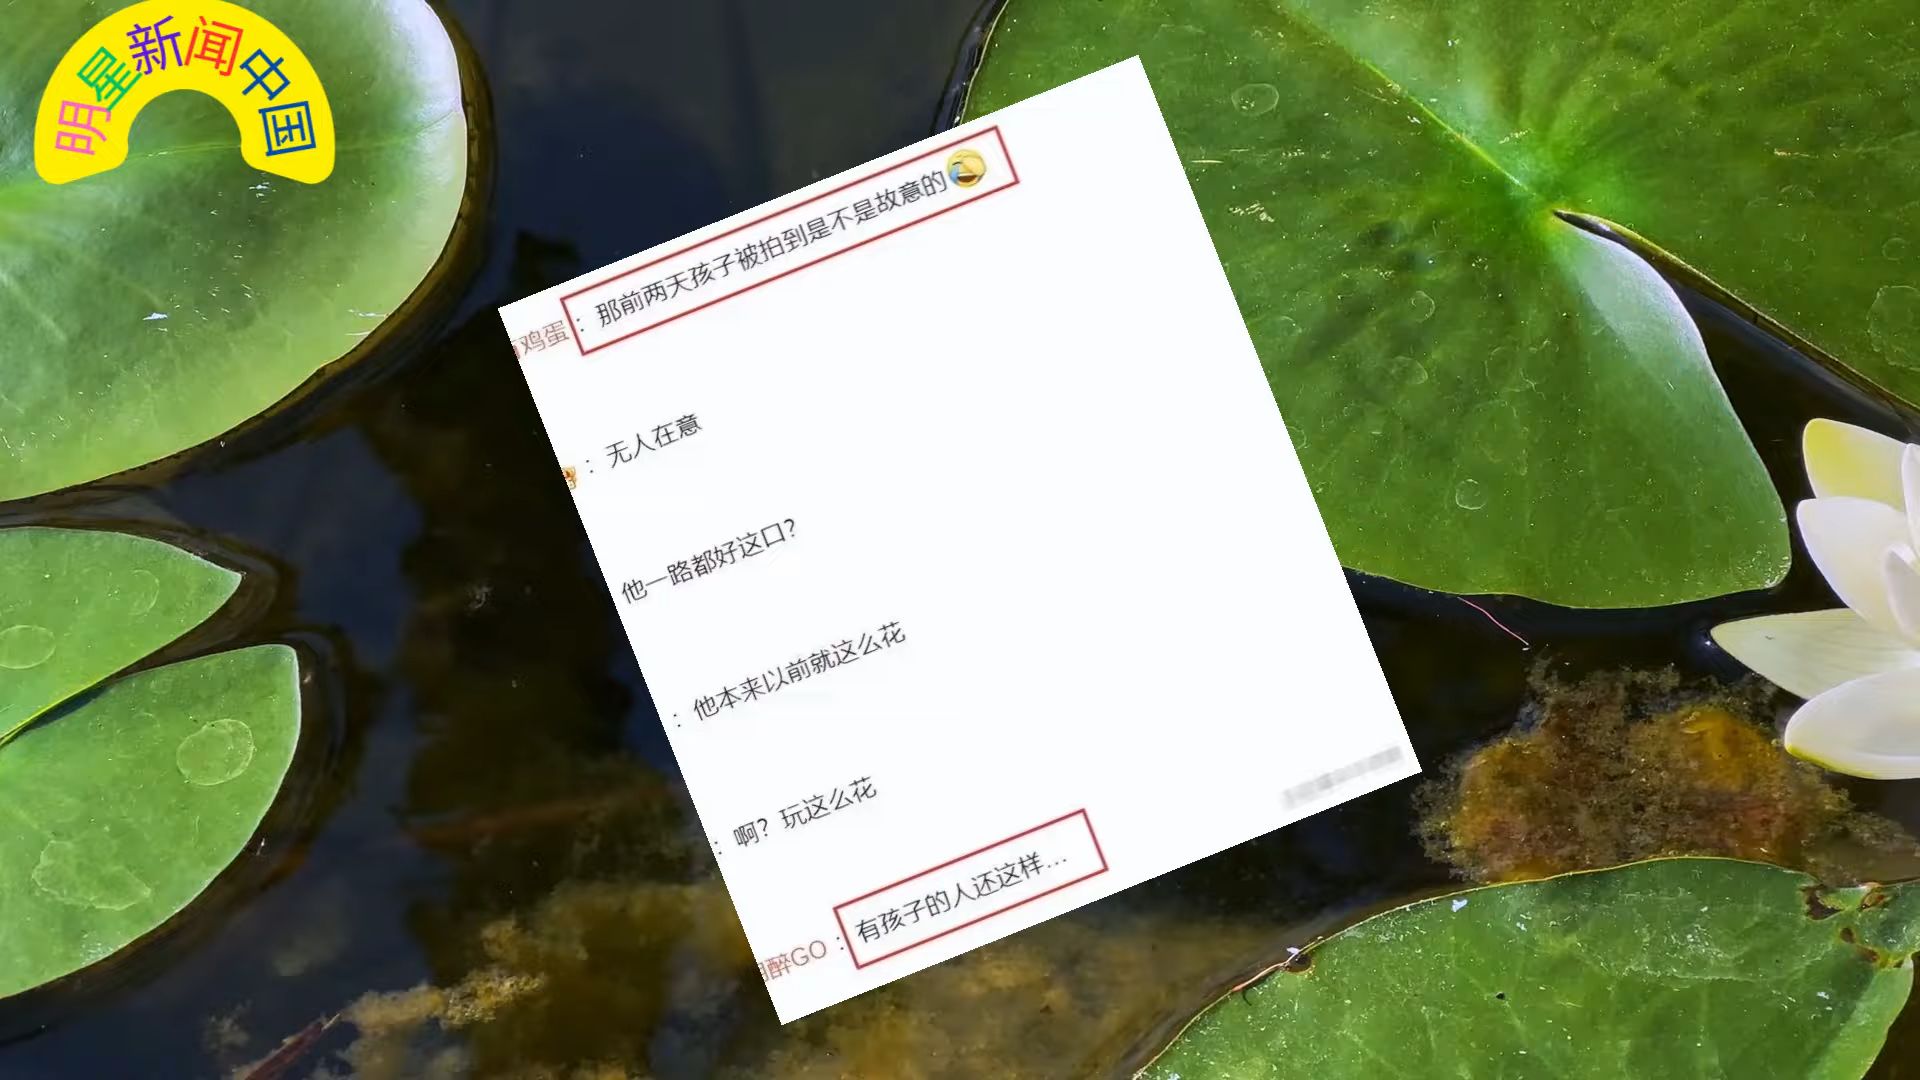 明星新闻中国
鸡蛋：那前两天孩子被拍到是不是故意的🤣
：无人在意
他一路都好这口？
：他本来以前就这么花
：啊？玩这么花
醉GO：有孩子的人还这样...